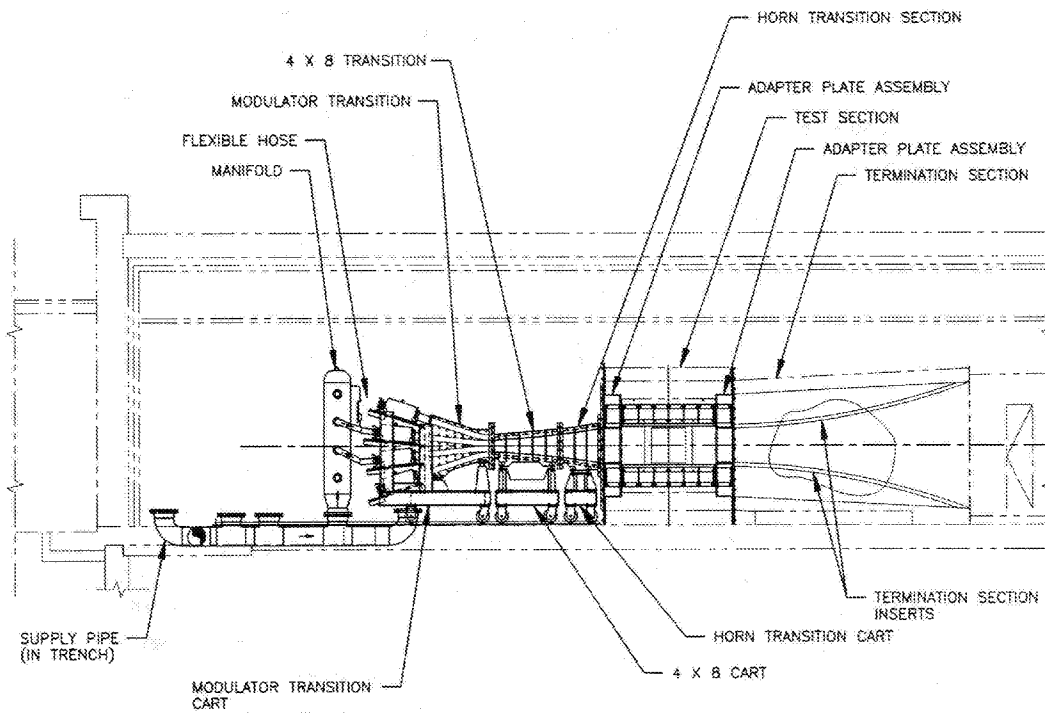 HORN TRANSITION SECTION
4 X 8 TRANSITION
ADAPTER PLATE ASSEMBLY
MODULATOR TRANSITION
TEST SECTION
FLEXIBLE HOSE
ADAPTER PLATE ASSEMBLY
MANIFOLD
TERMINATION SECTION
TERMINATION SECTION
INSERTS
SUPPLY PIPE
(IN TRENCH)
HORN TRANSITION CART
4 X 8 CART
MODULATOR TRANSITION
CART